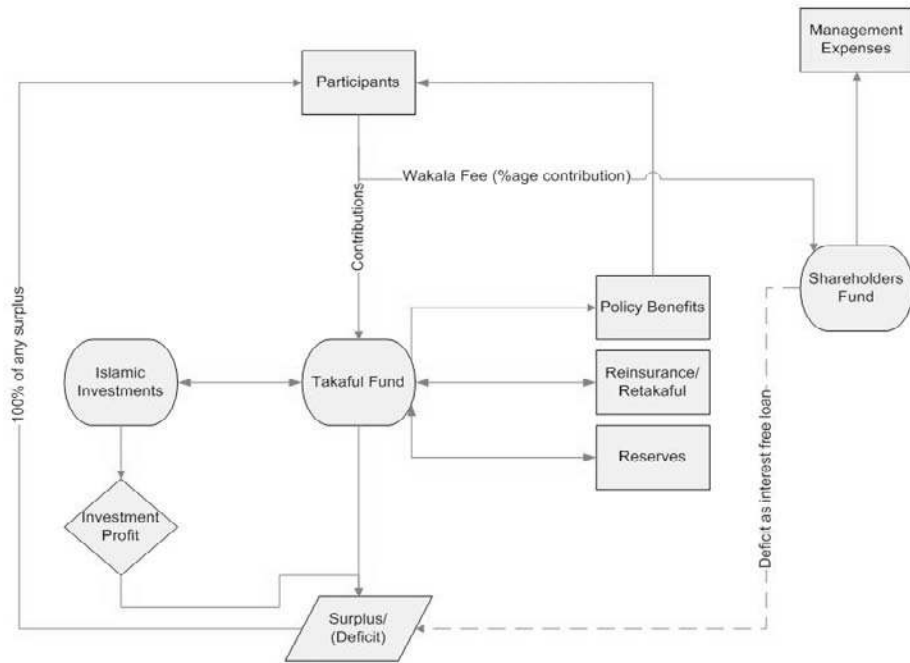 Management
Expenses
Participants
Wakala Fee (%age contribution)
Contributions
100% of any surplus
Shareholders
Fund
Policy Benefits
Islamic
Investments
Takaful Fund
Reinsurance/
Retakaful
Reserves
Deficit as interest free loan
Investment
Profit
Surplus/
(Deficit)